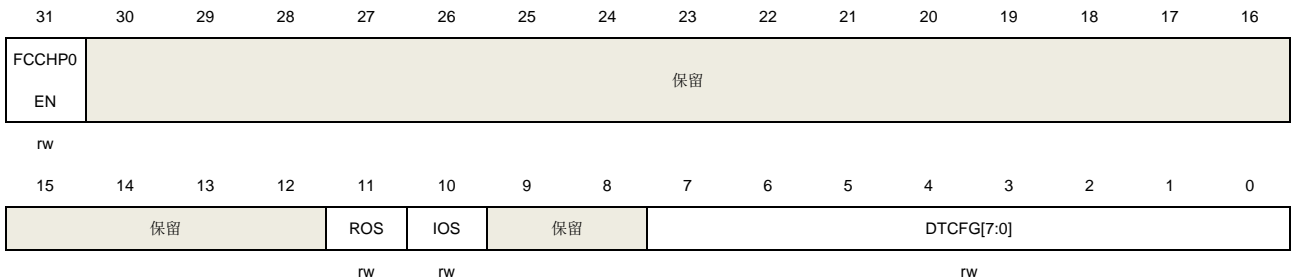 31 30 29 28 27 26 25 24 23 22 21 20 19 18 17 16
FCCHP0
EN
保留
rw
15 14 13 12 11 10 9 8 7 6 5 4 3 2 1 0
保留 ROS IOS 保留 DTCFG[7:0]
rw rw rw